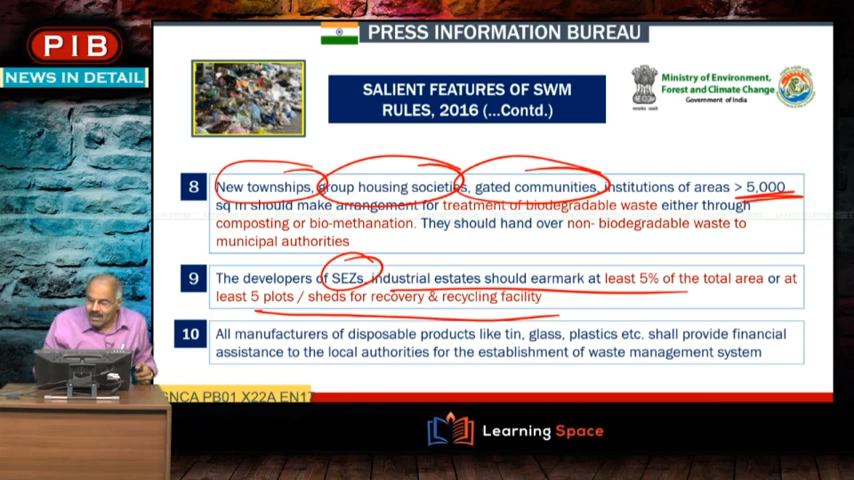 PIB
NEWS IN DETAIL
PRESS INFORMATION BUREAU
SALIENT FEATURES OF SWM
RULES, 2016 (...Contd.)
Ministry of Environment,
Forest and Climate Change
Government of India
8
New townships, group housing societies, gated communities, institutions of areas > 5,000
sq m should make arrangement for treatment of biodegradable waste either through
composting or bio-methanation. They should hand over non- biodegradable waste to
municipal authorities
9
The developers of SEZs, industrial estates should earmark at least 5% of the total area or at
least 5 plots / sheds for recovery & recycling facility
10
All manufacturers of disposable products like tin, glass, plastics etc. shall provide financial
assistance to the local authorities for the establishment of waste management system
NCA PB01 X22A EN17
Learning Space